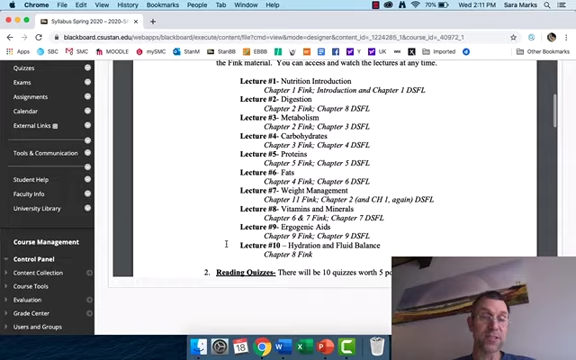 Chrome File Edit View History Bookmarks People Tab Window Help 70% Wed 2:11 PM Sara Marks
Syllabus Spring 2020 – 2020-S
blackboard.csustan.edu/webapps/blackboard/execute/content/file?cmd=view&mode=designer&content_id=_1224285_1&course_id=_40972_1
Apps SMC MOODLE mySMC Stan G EBBB mySS Imported Other Bookmarks
Quizzes
Exams
Assignments
Calendar
External Links
Tools & Communication
Student Help
Faculty Info
University Library
Course Management
Control Panel
Content Collection
Course Tools
Evaluation
Grade Center
Users and Groups
the Fink material. You can access and watch the lectures at any time.
Lecture #1- Nutrition Introduction
Chapter 1 Fink; Introduction and Chapter 1 DSFL
Lecture #2- Digestion
Chapter 2 Fink; Chapter 8 DSFL
Lecture #3- Metabolism
Chapter 2 Fink; Chapter 3 DSFL
Lecture #4- Carbohydrates
Chapter 3 Fink; Chapter 4 DSFL
Lecture #5- Proteins
Chapter 5 Fink; Chapter 5 DSFL
Lecture #6- Fats
Chapter 4 Fink; Chapter 6 DSFL
Lecture #7- Weight Management
Chapter 11 Fink; Chapter 2 (and CH 1, again) DSFL
Lecture #8- Vitamins and Minerals
Chapter 6 & 7 Fink; Chapter 7 DSFL
Lecture #9- Ergogenic Aids
Chapter 9 Fink; Chapter 9 DSFL
Lecture #10 – Hydration and Fluid Balance
Chapter 8 Fink
2. Reading Quizzes- There will be 10 quizzes worth 5 po
18